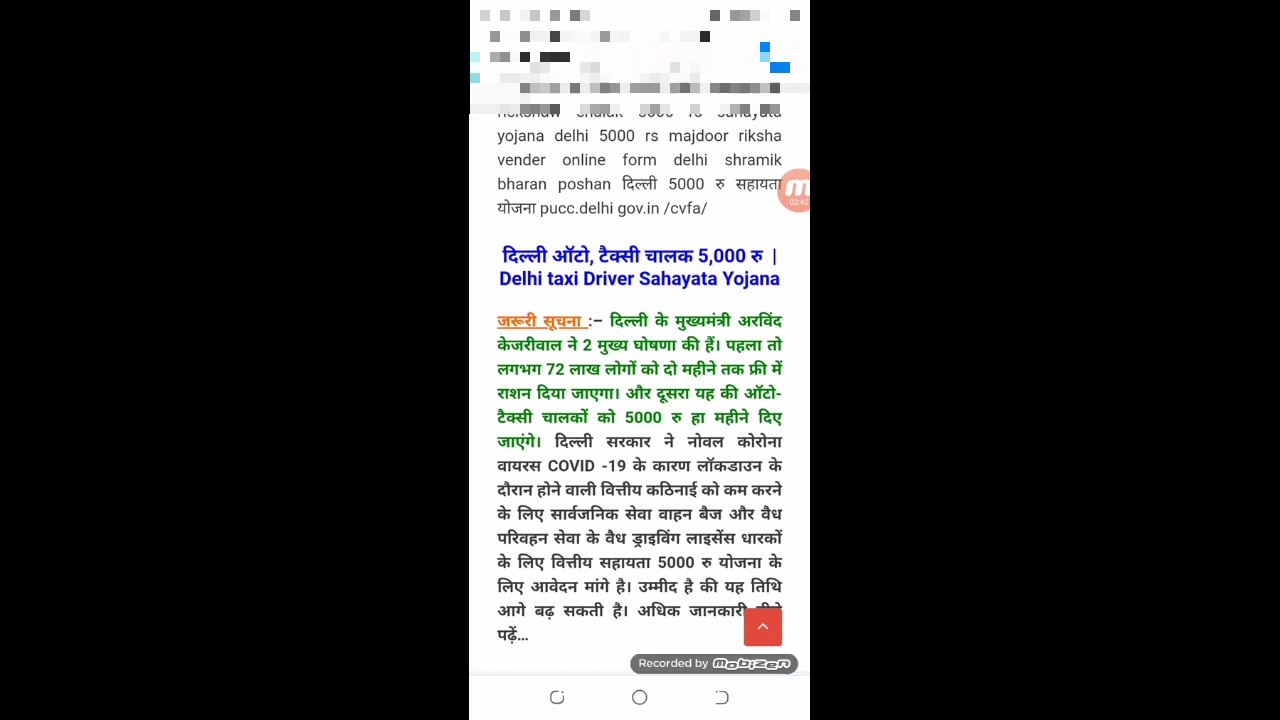 yojana delhi 5000 rs majdoor riksha
vender online form delhi shramik
bharan poshan दिल्ली 5000 रु सहायता
योजना pucc.delhi gov.in /cvfa/
02:42
दिल्ली ऑटो, टैक्सी चालक 5,000 रु |
Delhi taxi Driver Sahayata Yojana
जरूरी सूचना :– दिल्ली के मुख्यमंत्री अरविंद
केजरीवाल ने 2 मुख्य घोषणा की हैं। पहला तो
लगभग 72 लाख लोगों को दो महीने तक फ्री में
राशन दिया जाएगा। और दूसरा यह की ऑटो-
टैक्सी चालकों को 5000 रु हा महीने दिए
जाएंगे। दिल्ली सरकार ने नोवल कोरोना
वायरस COVID -19 के कारण लॉकडाउन के
दौरान होने वाली वित्तीय कठिनाई को कम करने
के लिए सार्वजनिक सेवा वाहन बैज और वैध
परिवहन सेवा के वैध ड्राइविंग लाइसेंस धारकों
के लिए वित्तीय सहायता 5000 रु योजना के
लिए आवेदन मांगे है। उम्मीद है की यह तिथि
आगे बढ़ सकती है। अधिक जानकारी
पढ़ें...
Recorded by mobizen